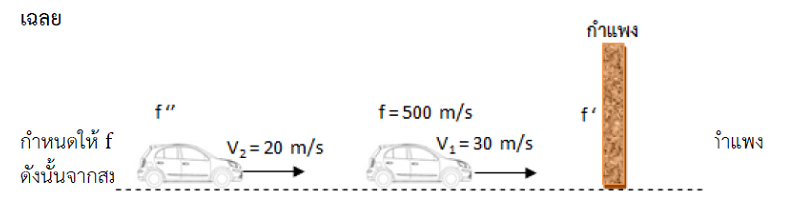 เฉลย
กำแพง
f″ f = 500 m/s f‘
กำหนดให้ f V2 = 20 m/s V1 = 30 m/s กำแพง
ดังนั้นจากสม